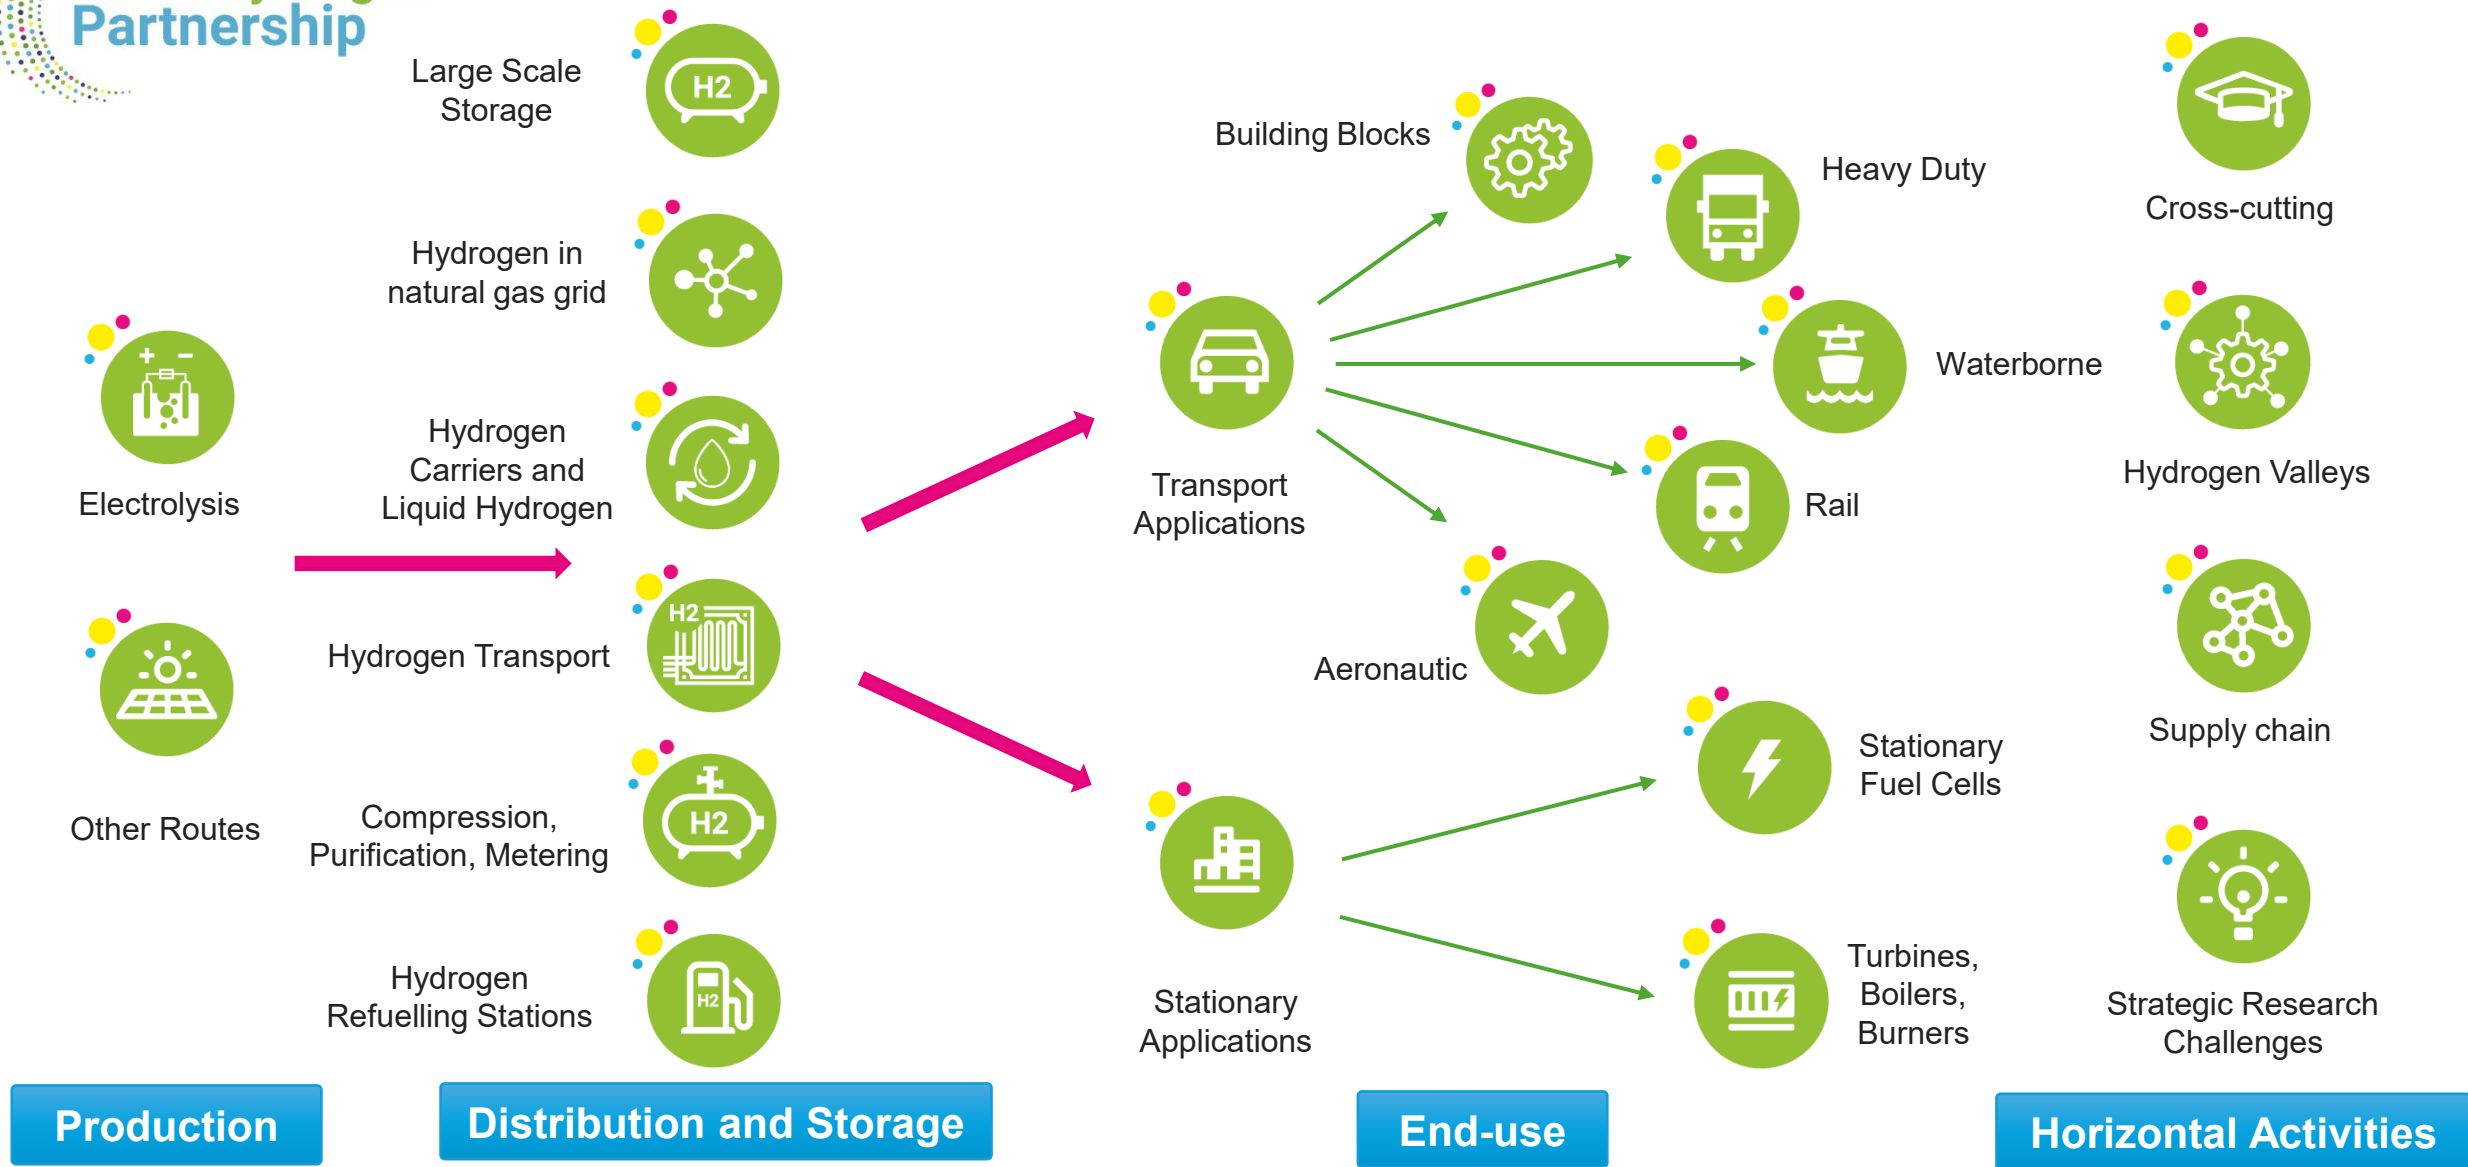 Partnership
Large Scale
Storage
H2
Hydrogen in
natural gas grid
Hydrogen
Carriers and
Liquid Hydrogen
Hydrogen Transport
H2
Compression,
Purification, Metering
H2
Hydrogen
Refuelling Stations
H2
+ −
Electrolysis
Other Routes
Building Blocks
Heavy Duty
Waterborne
Rail
Aeronautic
Transport
Applications
Stationary
Applications
Stationary
Fuel Cells
Turbines,
Boilers,
Burners
Cross-cutting
Hydrogen Valleys
Supply chain
Strategic Research
Challenges
Production
Distribution and Storage
End-use
Horizontal Activities